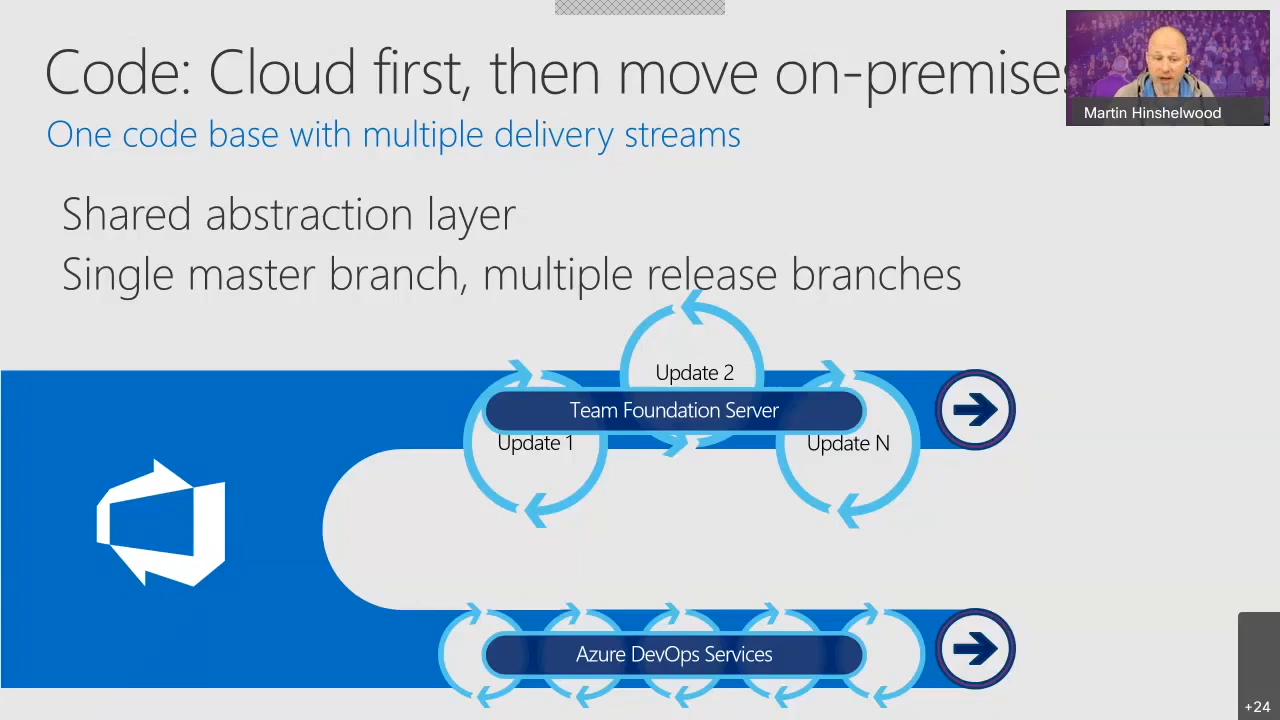 Code: Cloud first, then move on-premises
Martin Hinshelwood
One code base with multiple delivery streams
Shared abstraction layer
Single master branch, multiple release branches
Update 2
Team Foundation Server
Update 1
Update N
Azure DevOps Services
+24